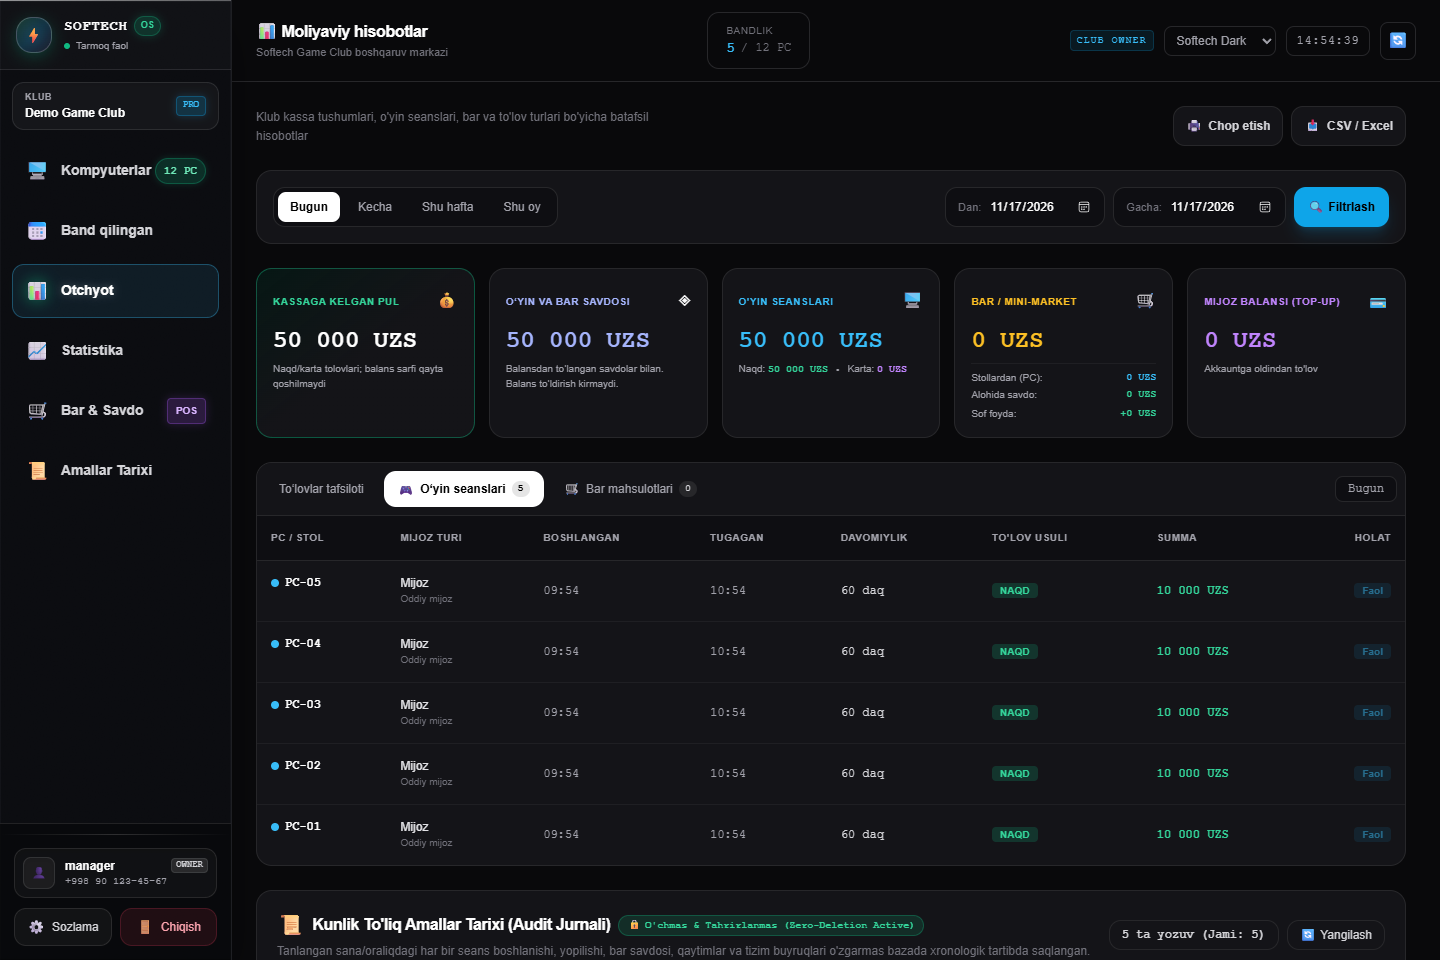 SOFTECH OS
Tarmoq faol
KLUB
Demo Game Club
PRO
Kompyuterlar 12 PC
Band qilingan
Otchyot
Statistika
Bar & Savdo POS
Amallar Tarixi
manager OWNER
+998 90 123-45-67
Sozlama
Chiqish
Moliyaviy hisobotlar
Softech Game Club boshqaruv markazi
BANDLIK
5 / 12 PC
CLUB OWNER
Softech Dark
14:54:39
Klub kassa tushumlari, o'yin seanslari, bar va to'lov turlari bo'yicha batafsil
hisobotlar
Chop etish
CSV / Excel
Bugun Kecha Shu hafta Shu oy
Dan: 11/17/2026
Gacha: 11/17/2026
Filtrlash
KASSAGA KELGAN PUL
50 000 UZS
Naqd/karta tolovlari; balans sarfi qayta
qoshilmaydi
O'YIN VA BAR SAVDOSI
50 000 UZS
Balansdan to'langan savdolar bilan.
Balans to'ldirish kirmaydi.
O'YIN SEANSLARI
50 000 UZS
Naqd: 50 000 UZS • Karta: 0 UZS
BAR / MINI-MARKET
0 UZS
Stollardan (PC): 0 UZS
Alohida savdo: 0 UZS
Sof foyda: +0 UZS
MIJOZ BALANSI (TOP-UP)
0 UZS
Akkauntga oldindan to'lov
To'lovlar tafsiloti
O'yin seanslari 5
Bar mahsulotlari 0
Bugun
PC / STOL MIJOZ TURI BOSHLANGAN TUGAGAN DAVOMIYLIK TO'LOV USULI SUMMA HOLAT
PC-05 Mijoz 09:54 10:54 60 daq NAQD 10 000 UZS Faol
Oddiy mijoz
PC-04 Mijoz 09:54 10:54 60 daq NAQD 10 000 UZS Faol
Oddiy mijoz
PC-03 Mijoz 09:54 10:54 60 daq NAQD 10 000 UZS Faol
Oddiy mijoz
PC-02 Mijoz 09:54 10:54 60 daq NAQD 10 000 UZS Faol
Oddiy mijoz
PC-01 Mijoz 09:54 10:54 60 daq NAQD 10 000 UZS Faol
Oddiy mijoz
Kunlik To'liq Amallar Tarixi (Audit Jurnali)
O'chmas & Tahrirlanmas (Zero-Deletion Active)
Tanlangan sana/oraliqdagi har bir seans boshlanishi, yopilishi, bar savdosi, qaytimlar va tizim buyruqlari o'zgarmas bazada xronologik tartibda saqlangan.
5 ta yozuv (Jami: 5)
Yangilash